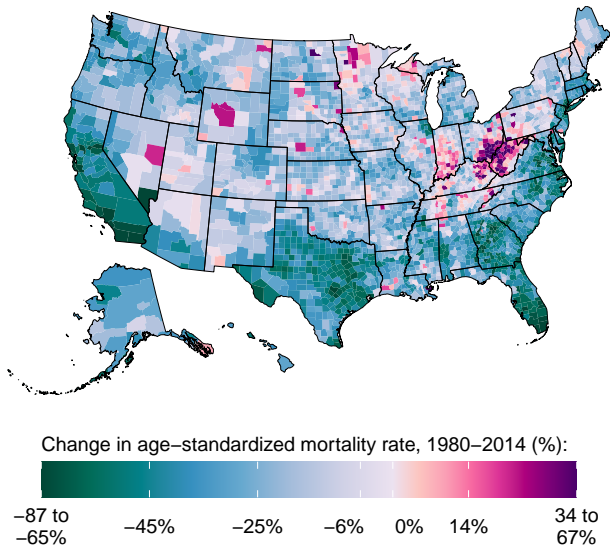 Change in age−standardized mortality rate, 1980−2014 (%):
−87 to −45% −25% −6% 0% 14% 34 to
−65% 67%